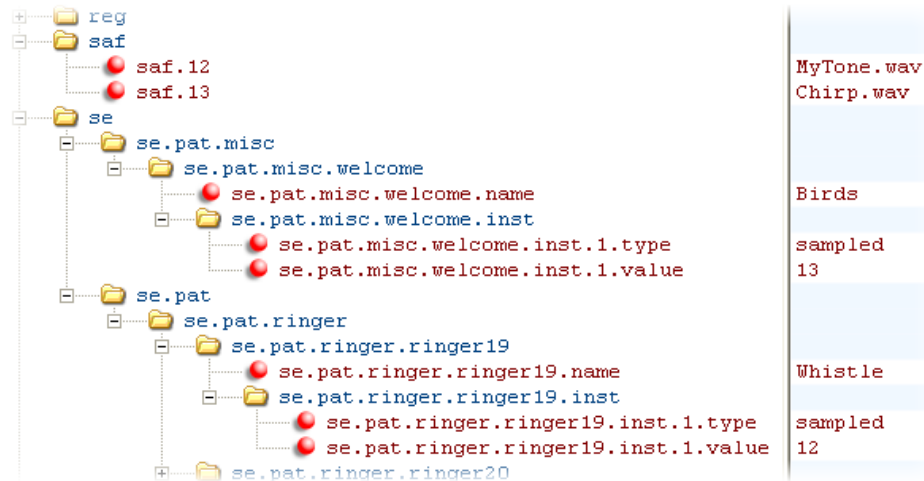 reg
saf
saf.12 MyTone.wav
saf.13 Chirp.wav
se
se.pat.misc
se.pat.misc.welcome
se.pat.misc.welcome.name Birds
se.pat.misc.welcome.inst
se.pat.misc.welcome.inst.1.type sampled
se.pat.misc.welcome.inst.1.value 13
se.pat
se.pat.ringer
se.pat.ringer.ringer19
se.pat.ringer.ringer19.name Whistle
se.pat.ringer.ringer19.inst
se.pat.ringer.ringer19.inst.1.type sampled
se.pat.ringer.ringer19.inst.1.value 12
se.pat.ringer.ringer20